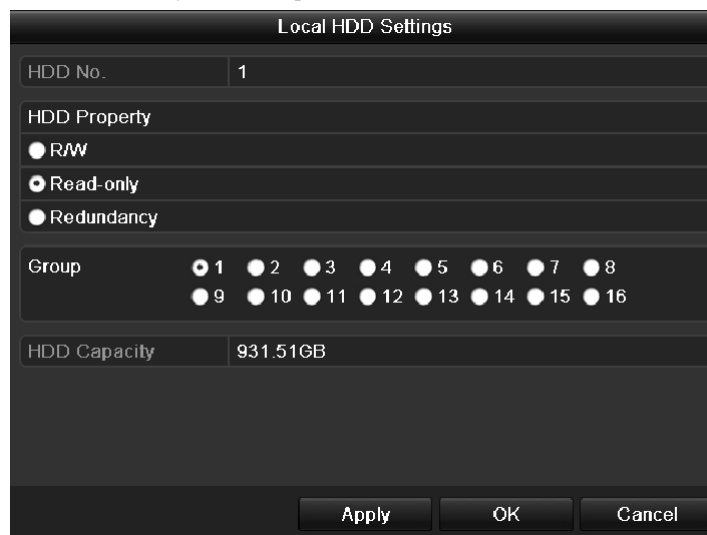 Local HDD Settings
HDD No. 1
HDD Property
R/W
Read-only
Redundancy
Group 1 2 3 4 5 6 7 8
9 10 11 12 13 14 15 16
HDD Capacity 931.51GB
Apply OK Cancel